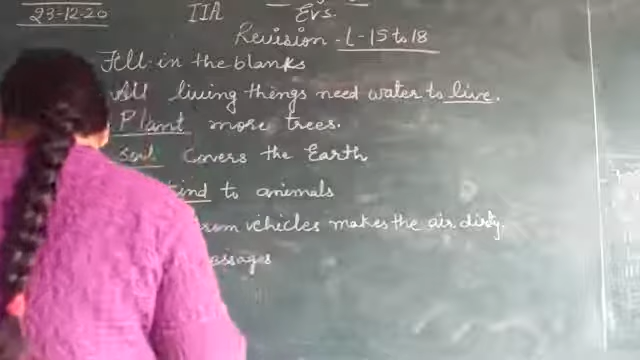 23-12-20 IIA Evs.
Revision - L-15 to 18
Fill in the blanks
All living things need water to live.
Plant more trees.
Soil covers the Earth
kind to animals
from vehicles makes the air dirty.